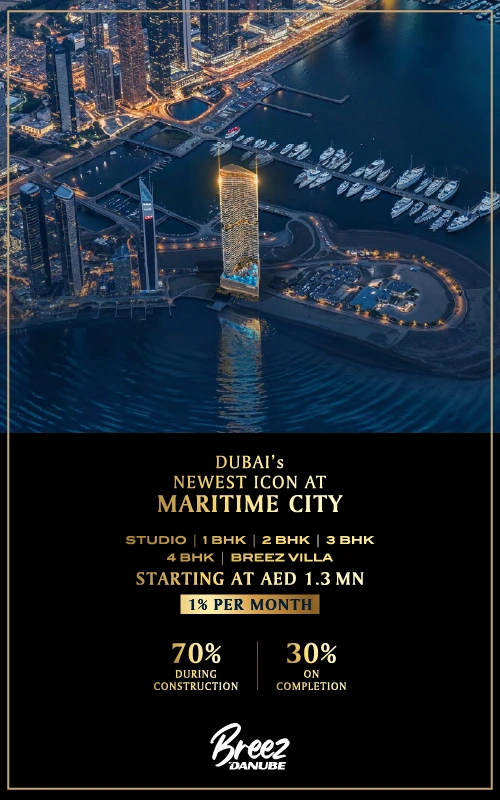 DUBAI's
NEWEST ICON AT
MARITIME CITY
STUDIO | 1 BHK | 2 BHK | 3 BHK
4 BHK | BREEZ VILLA
STARTING AT AED 1.3 MN
1% PER MONTH
70% 30%
DURING ON
CONSTRUCTION COMPLETION
Breez
DANUBE